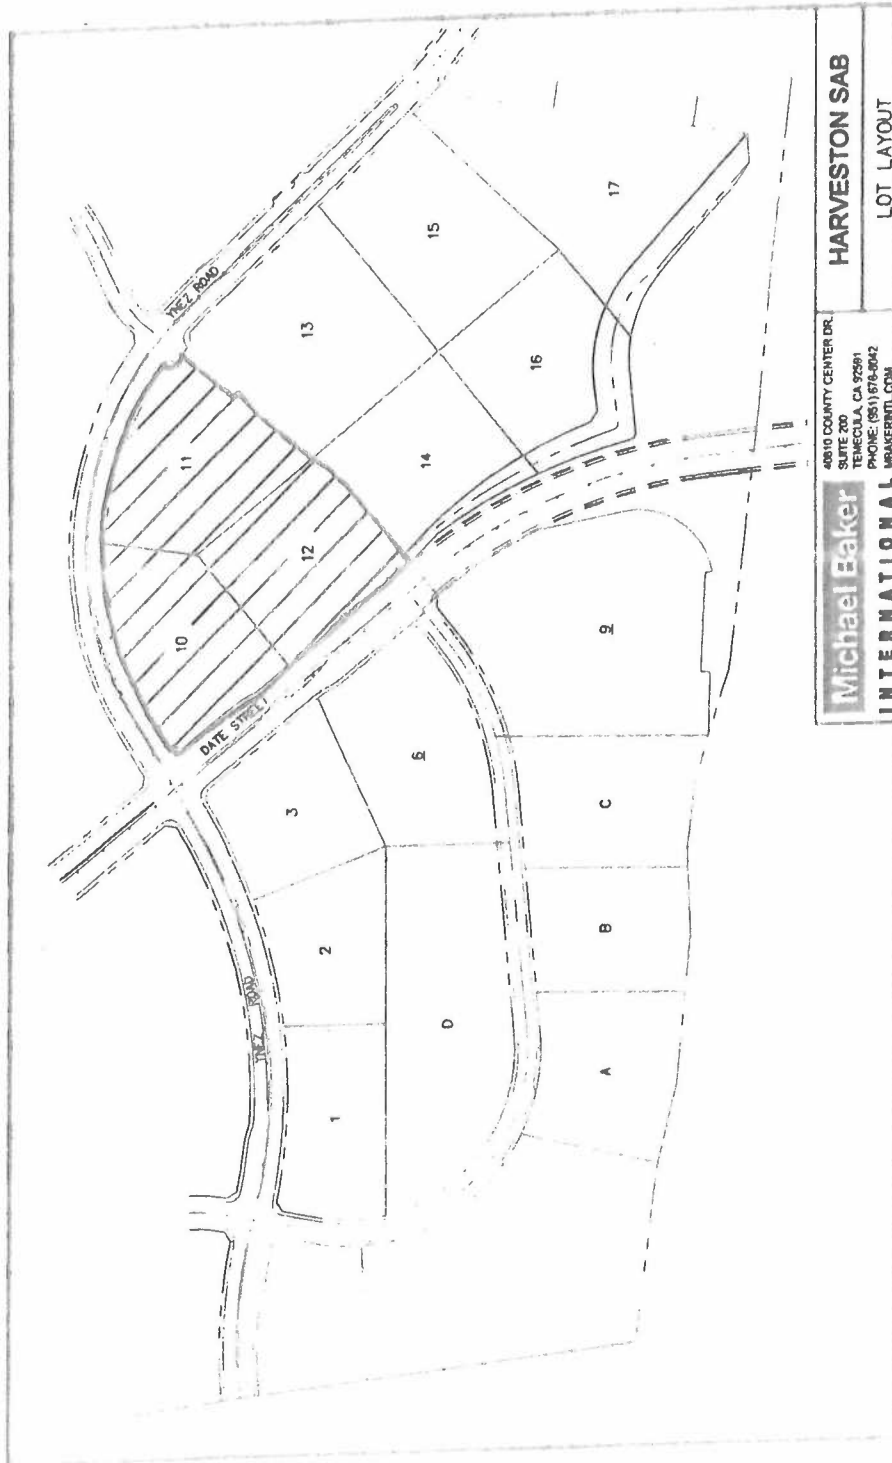 YNEZ ROAD
17
15
13
16
14
11
12
10
DATE STREET
9
6
3
C
B
2
YNEZ ROAD
D
A
1
Michael Baker
INTERNATIONAL
40810 COUNTY CENTER DR.
SUITE 200
TEMECULA, CA 92591
PHONE: (951) 676-8042
MBAKERINTL.COM
HARVESTON SAB
LOT LAYOUT